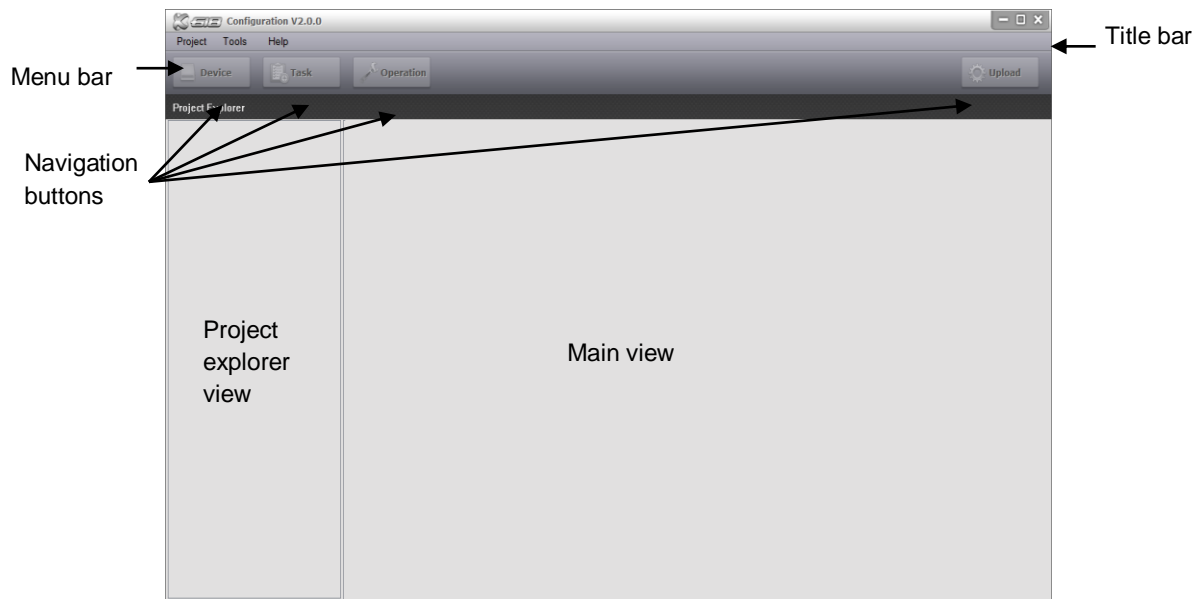 Configuration V2.0.0
Title bar
Project Tools Help
Menu bar
Device Task Operation Upload
Project Explorer
Navigation
buttons
Project
explorer
view
Main view